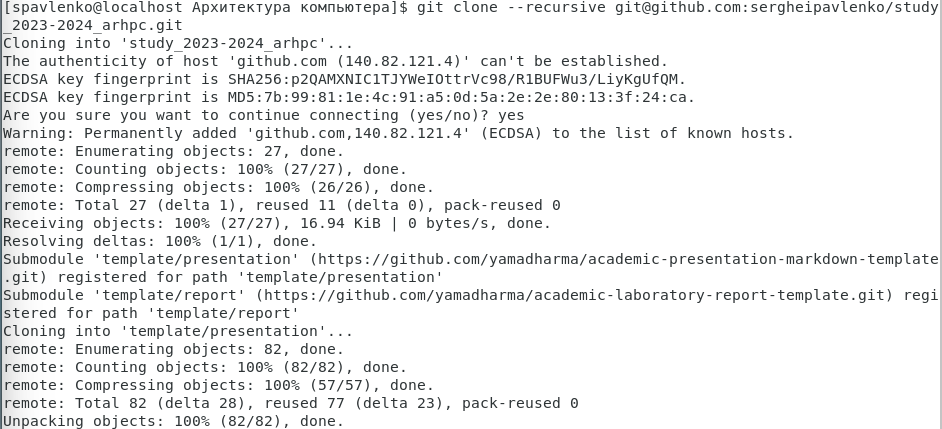 [spavlenko@localhost Архитектура компьютера]$ git clone --recursive git@github.com:sergheipavlenko/study
_2023-2024_arhpc.git
Cloning into 'study_2023-2024_arhpc'...
The authenticity of host 'github.com (140.82.121.4)' can't be established.
ECDSA key fingerprint is SHA256:p2QAMXNIC1TJYWeIOttrVc98/R1BUFWu3/LiyKgUfQM.
ECDSA key fingerprint is MD5:7b:99:81:1e:4c:91:a5:0d:5a:2e:2e:80:13:3f:24:ca.
Are you sure you want to continue connecting (yes/no)? yes
Warning: Permanently added 'github.com,140.82.121.4' (ECDSA) to the list of known hosts.
remote: Enumerating objects: 27, done.
remote: Counting objects: 100% (27/27), done.
remote: Compressing objects: 100% (26/26), done.
remote: Total 27 (delta 1), reused 11 (delta 0), pack-reused 0
Receiving objects: 100% (27/27), 16.94 KiB | 0 bytes/s, done.
Resolving deltas: 100% (1/1), done.
Submodule 'template/presentation' (https://github.com/yamadharma/academic-presentation-markdown-template
.git) registered for path 'template/presentation'
Submodule 'template/report' (https://github.com/yamadharma/academic-laboratory-report-template.git) regi
stered for path 'template/report'
Cloning into 'template/presentation'...
remote: Enumerating objects: 82, done.
remote: Counting objects: 100% (82/82), done.
remote: Compressing objects: 100% (57/57), done.
remote: Total 82 (delta 28), reused 77 (delta 23), pack-reused 0
Unpacking objects: 100% (82/82), done.